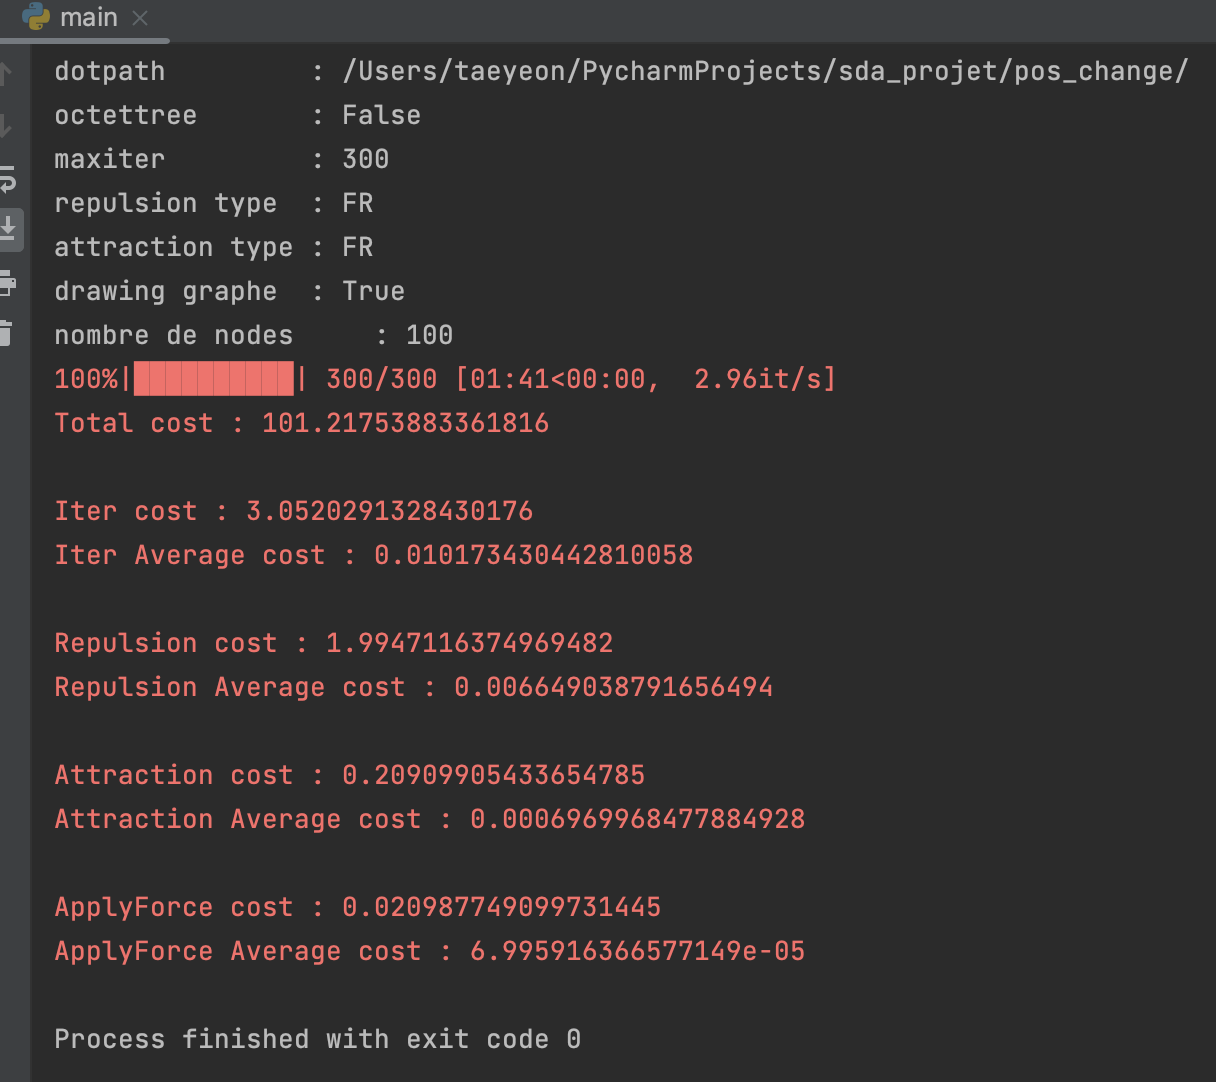 main
dotpath         : /Users/taeyeon/PycharmProjects/sda_projet/pos_change/
octettree       : False
maxiter         : 300
repulsion type  : FR
attraction type : FR
drawing graphe  : True
nombre de nodes     : 100
100%|██████████| 300/300 [01:41<00:00,  2.96it/s]
Total cost : 101.21753883361816
Iter cost : 3.0520291328430176
Iter Average cost : 0.010173430442810058
Repulsion cost : 1.9947116374969482
Repulsion Average cost : 0.006649038791656494
Attraction cost : 0.20909905433654785
Attraction Average cost : 0.0006969968477884928
ApplyForce cost : 0.020987749099731445
ApplyForce Average cost : 6.995916366577149e-05
Process finished with exit code 0